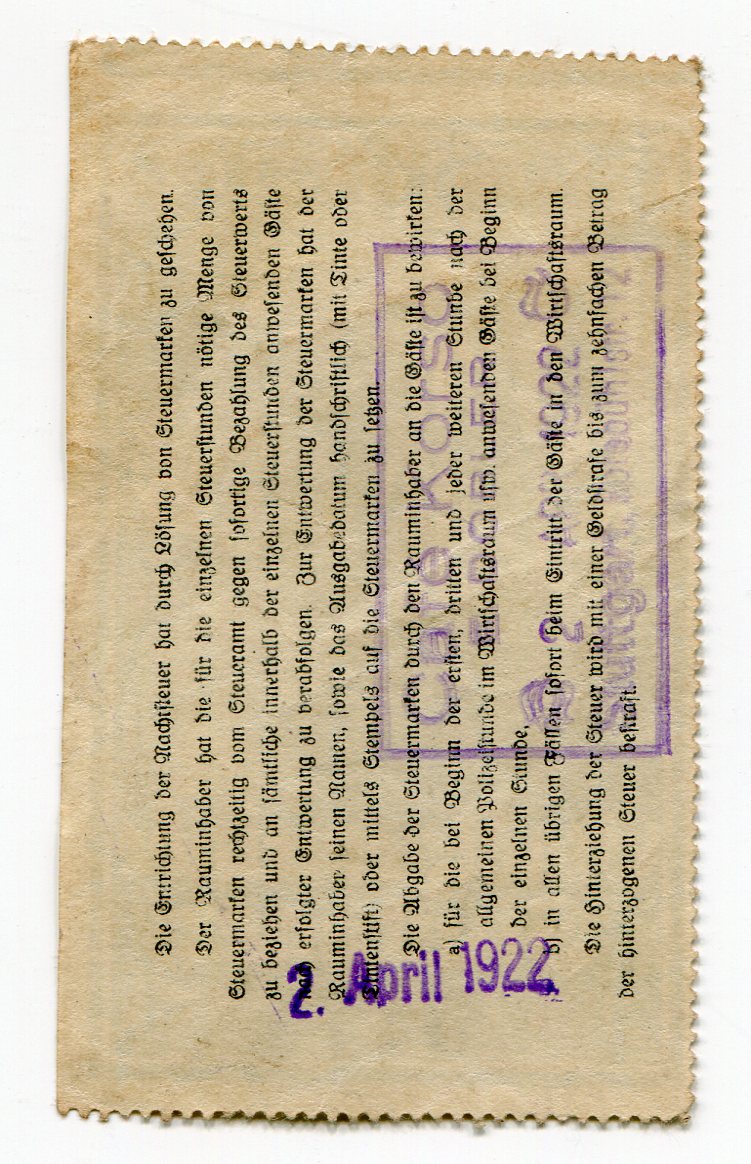 Die Entrichtung der Nachtsteuer hat durch Lösung von Steuermarken zu geschehen.
Der Rauminhaber hat die für die einzelnen Steuerstunden nötige Menge von
Steuermarken rechtzeitig vom Steueramt gegen sofortige Bezahlung des Steuerwerts
zu beziehen und an sämtliche innerhalb der einzelnen Steuerstunden anwesenden Gäste
nach erfolgter Entwertung zu verabfolgen. Zur Entwertung der Steuermarken hat der
Rauminhaber seinen Namen, sowie das Ausgabedatum handschriftlich (mit Tinte oder
Tintenstift) oder mittels Stempels auf die Steuermarken zu setzen.
Die Abgabe der Steuermarken durch den Rauminhaber an die Gäste ist zu bewirken:
a) für die bei Beginn der ersten, dritten und jeder weiteren Stunde nach der
allgemeinen Polizeistunde im Wirtschaftsraum usw. anwesenden Gäste bei Beginn
der einzelnen Stunde,
b) in allen übrigen Fällen sofort beim Eintritt der Gäste in den Wirtschaftsraum.
Die Hinterziehung der Steuer wird mit einer Geldstrafe bis zum zehnfachen Betrag
der hinterzogenen Steuer bestraft.
2. April 1922
Café Korso
2 1922
Stuttgart,